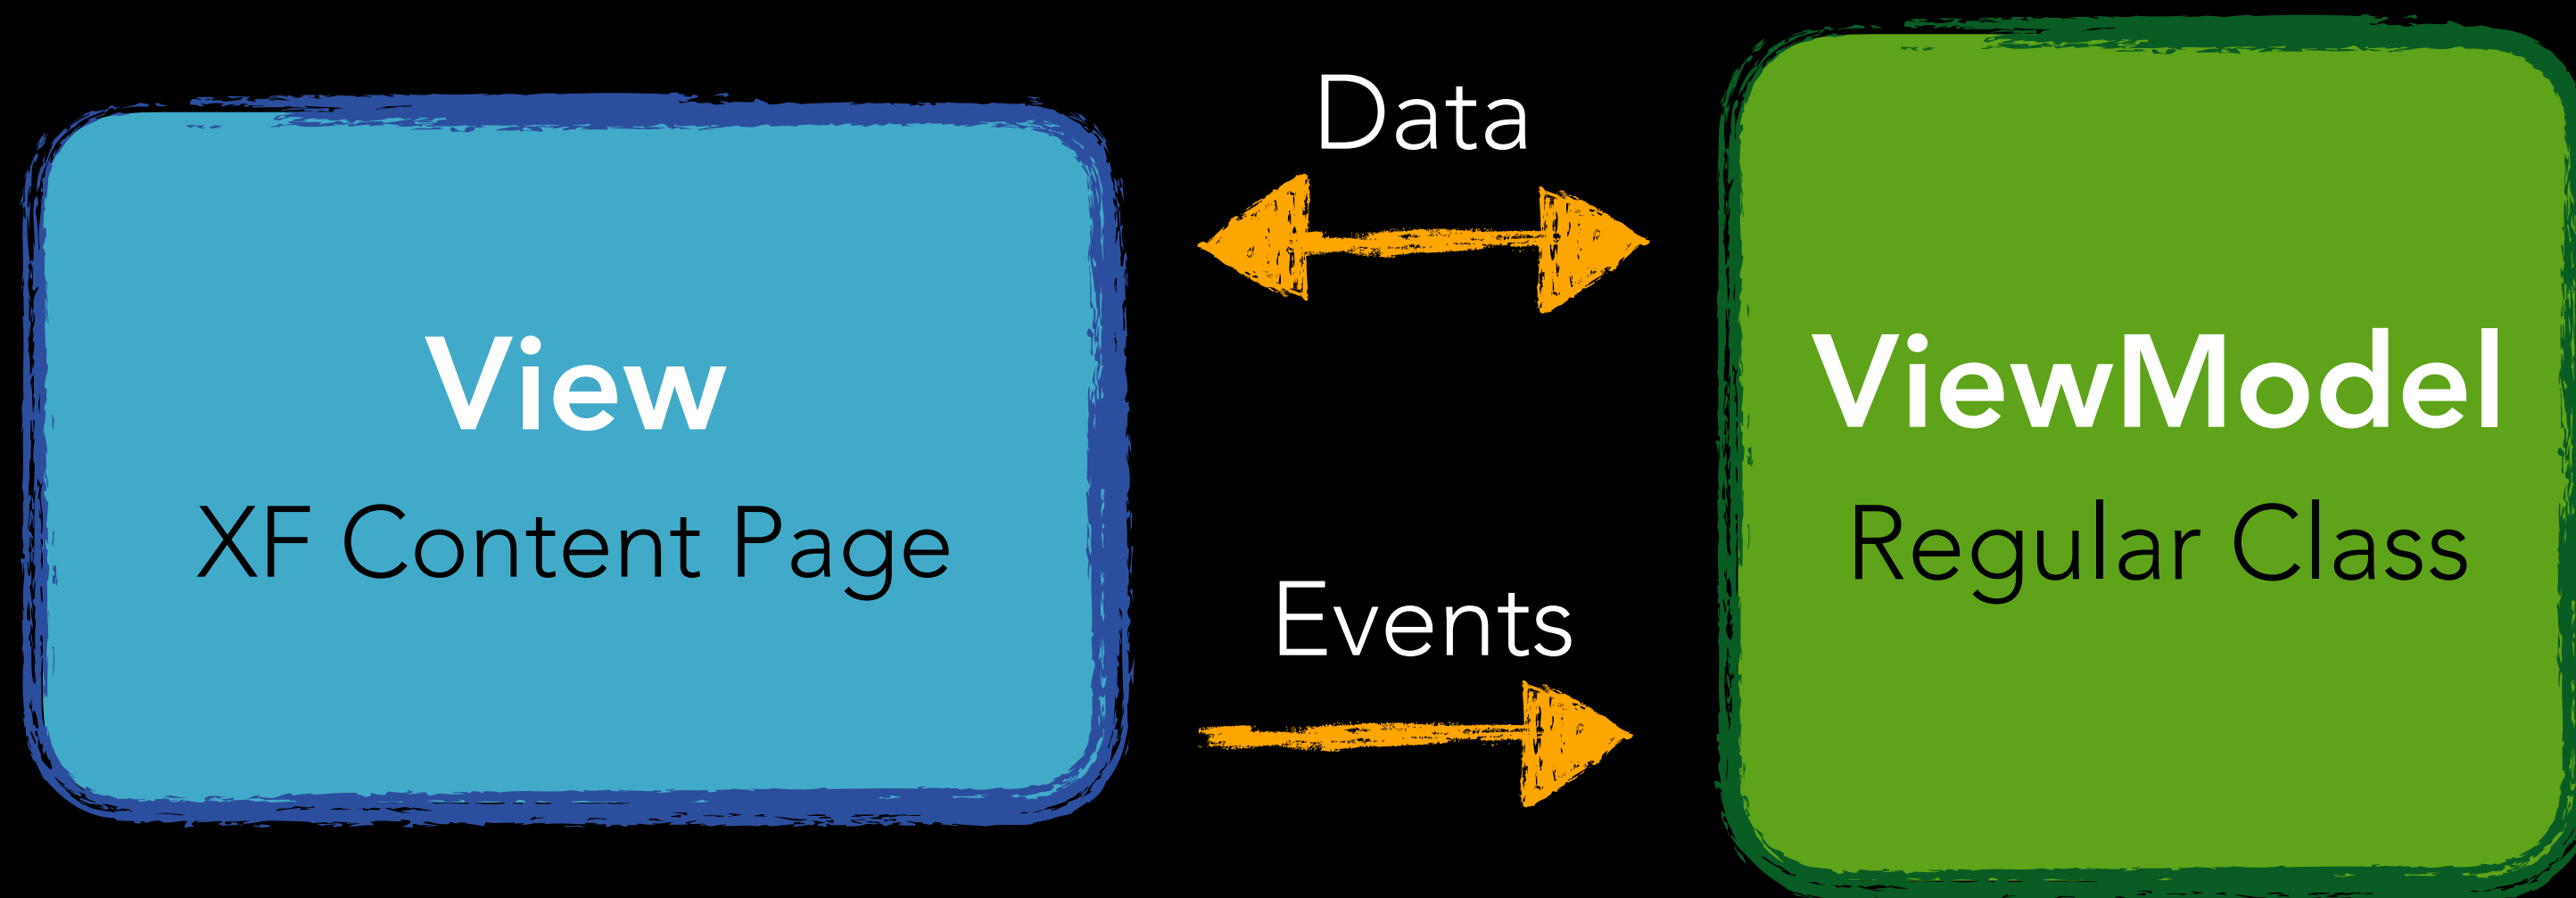 View
XF Content Page
Data
Events
ViewModel
Regular Class